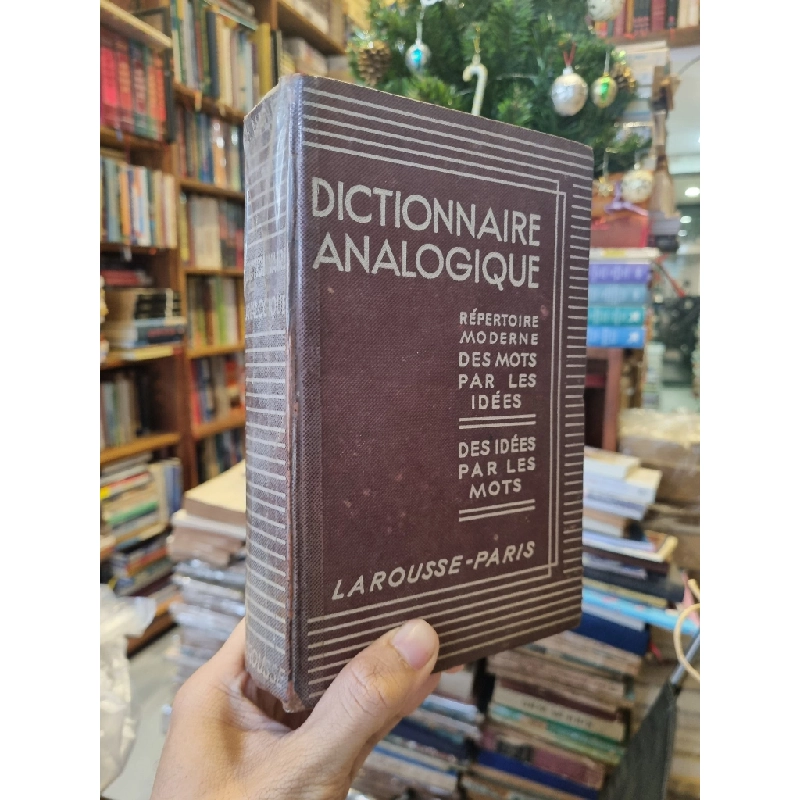 DICTIONNAIRE
ANALOGIQUE
RÉPERTOIRE
MODERNE
DES MOTS
PAR LES
IDÉES
DES IDÉES
PAR LES
MOTS
LAROUSSE-PARIS